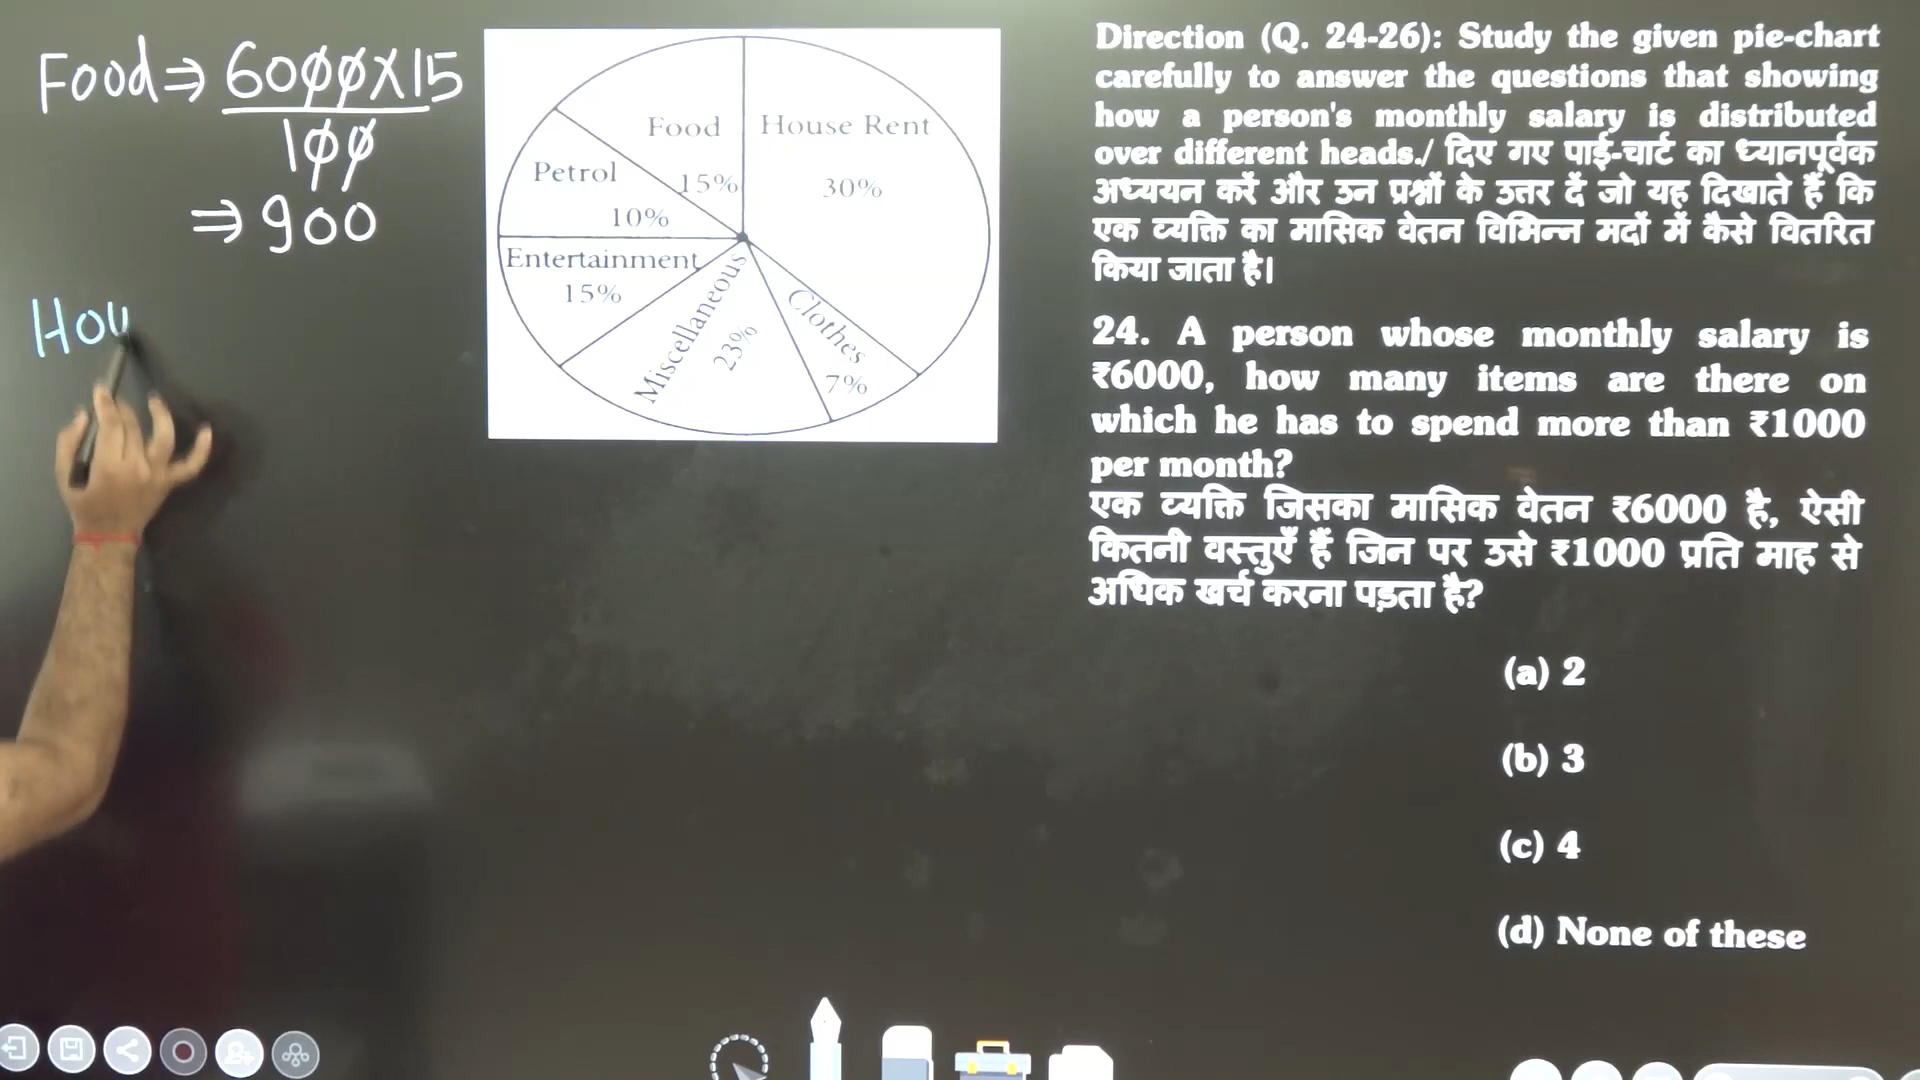 Food ⇒ 6000×15
100
⇒ 900
Hou
Food
15%
House Rent
30%
Petrol
10%
Entertainment
15%
Miscellaneous
23%
Clothes
7%
Direction (Q. 24-26): Study the given pie-chart
carefully to answer the questions that showing
how a person's monthly salary is distributed
over different heads./ दिए गए पाई-चार्ट का ध्यानपूर्वक
अध्ययन करें और उन प्रश्नों के उत्तर दें जो यह दिखाते हैं कि
एक व्यक्ति का मासिक वेतन विभिन्न मदों में कैसे वितरित
किया जाता है।
24. A person whose monthly salary is
₹6000, how many items are there on
which he has to spend more than ₹1000
per month?
एक व्यक्ति जिसका मासिक वेतन ₹6000 है, ऐसी
कितनी वस्तुएँ हैं जिन पर उसे ₹1000 प्रति माह से
अधिक खर्च करना पड़ता है?
(a) 2
(b) 3
(c) 4
(d) None of these